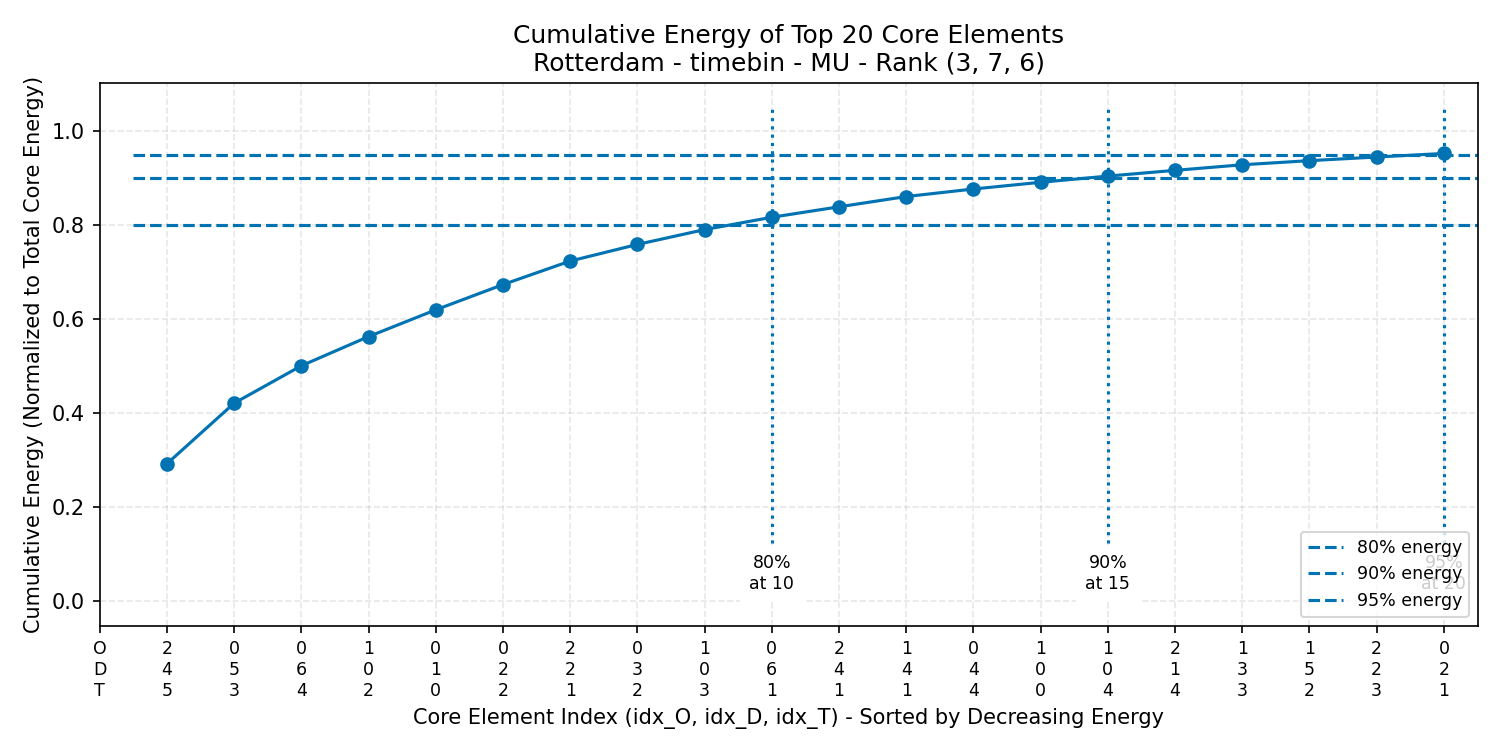 Cumulative Energy of Top 20 Core Elements
Rotterdam - timebin - MU - Rank (3, 7, 6)
Cumulative Energy (Normalized to Total Core Energy)
1.0
0.8
0.6
0.4
0.2
0.0
80%
at 10
90%
at 15
95%
at 20
80% energy
90% energy
95% energy
O 2 0 0 1 0 0 2 0 1 0 2 1 0 1 1 2 1 1 2 0
D 4 5 6 0 1 2 2 3 0 6 4 4 4 0 0 1 3 5 2 2
T 5 3 4 2 0 2 1 2 3 1 1 1 4 0 4 4 3 2 3 1
Core Element Index (idx_O, idx_D, idx_T) - Sorted by Decreasing Energy